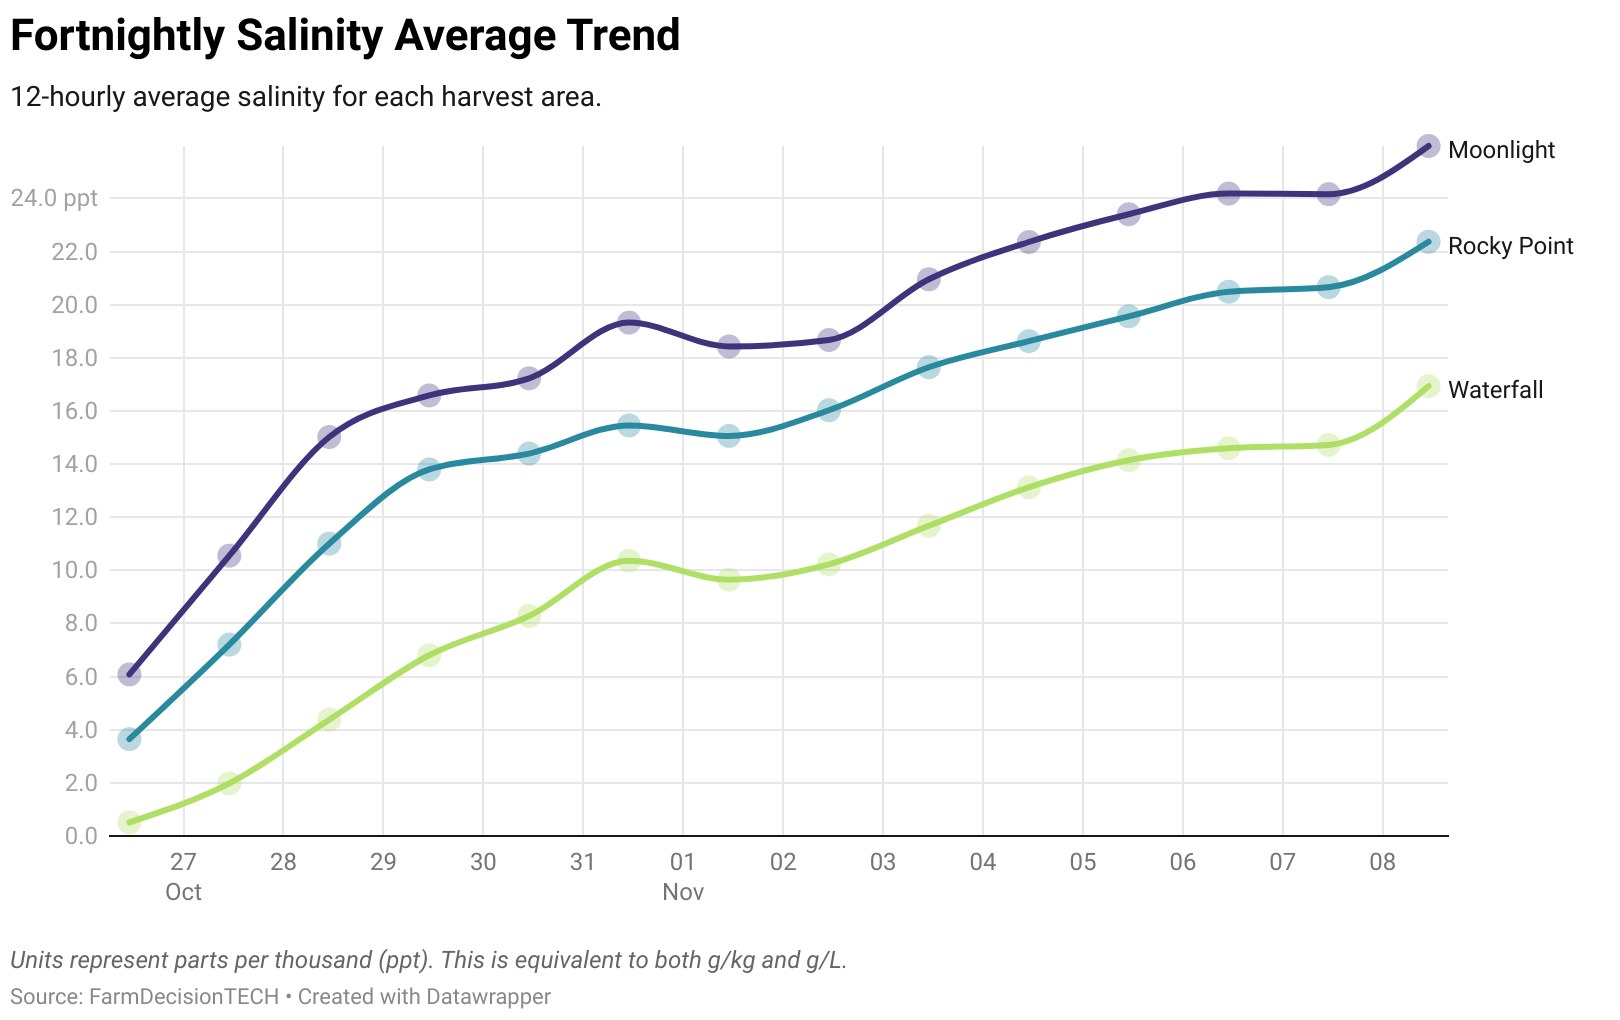 Fortnightly Salinity Average Trend
12-hourly average salinity for each harvest area.
Moonlight
24.0 ppt
22.0
Rocky Point
20.0
18.0
16.0
Waterfall
14.0
12.0
10.0
8.0
6.0
4.0
2.0
0.0
27 28 29 30 31 01 02 03 04 05 06 07 08
Oct Nov
Units represent parts per thousand (ppt). This is equivalent to both g/kg and g/L.
Source: FarmDecisionTECH • Created with Datawrapper